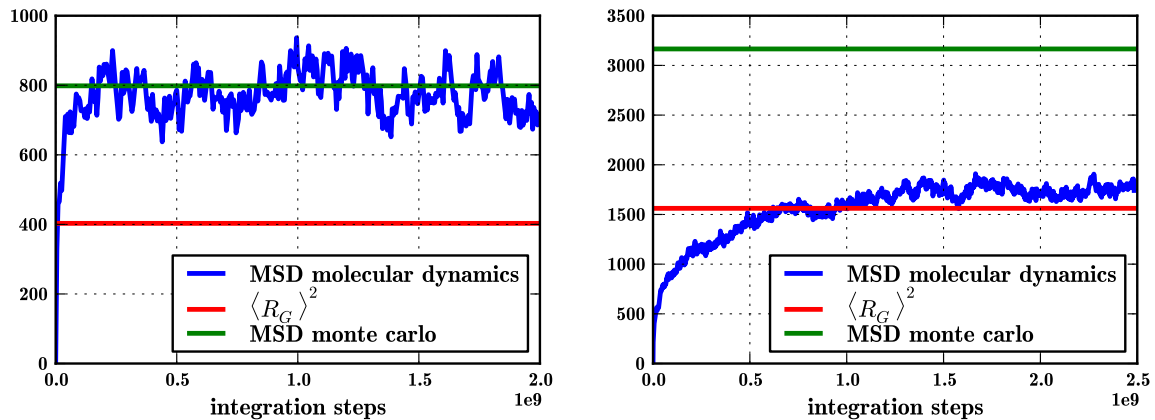 1000
800
600
400
200
0
0.0 0.5 1.0 1.5 2.0
1e9
integration steps
MSD molecular dynamics
⟨R_G⟩²
MSD monte carlo
3500
3000
2500
2000
1500
1000
500
0
0.0 0.5 1.0 1.5 2.0 2.5
1e9
integration steps
MSD molecular dynamics
⟨R_G⟩²
MSD monte carlo